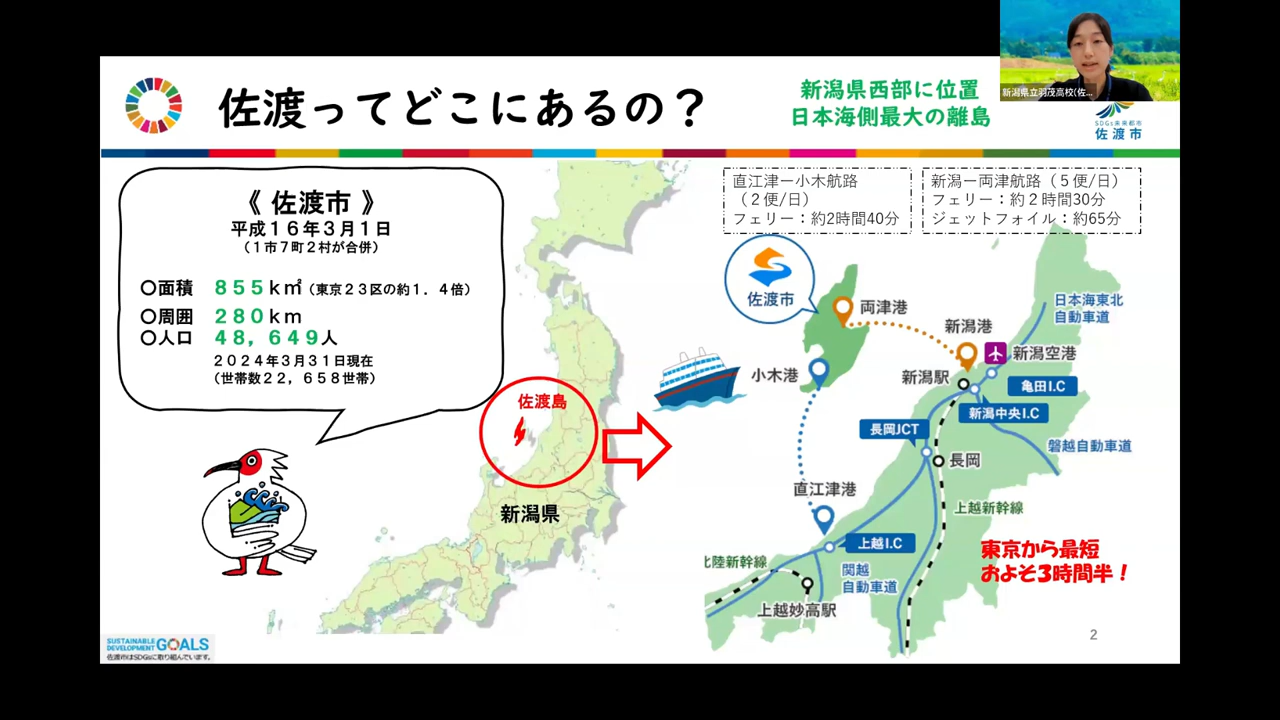 佐渡ってどこにあるの？
新潟県西部に位置
日本海側最大の離島
新潟県立羽茂高校(佐...
SDGs未来都市
佐渡市
《 佐渡市 》
平成１６年３月１日
（１市７町２村が合併）
〇面積　８５５ｋ㎡（東京２３区の約１．４倍）
〇周囲　２８０ｋｍ
〇人口　４８，６４９人
２０２４年３月３１日現在
（世帯数２２，６５８世帯）
佐渡島
新潟県
直江津ー小木航路
（２便/日）
フェリー：約2時間40分
新潟ー両津航路（５便/日）
フェリー：約２時間30分
ジェットフォイル：約65分
佐渡市
両津港
小木港
新潟港
新潟空港
新潟駅
日本海東北
自動車道
亀田I.C
新潟中央I.C
長岡JCT
磐越自動車道
長岡
直江津港
上越新幹線
上越I.C
北陸新幹線
関越
自動車道
上越妙高駅
東京から最短
およそ3時間半！
SUSTAINABLE
DEVELOPMENT GOALS
佐渡市はSDGsに取り組んでいます。
2